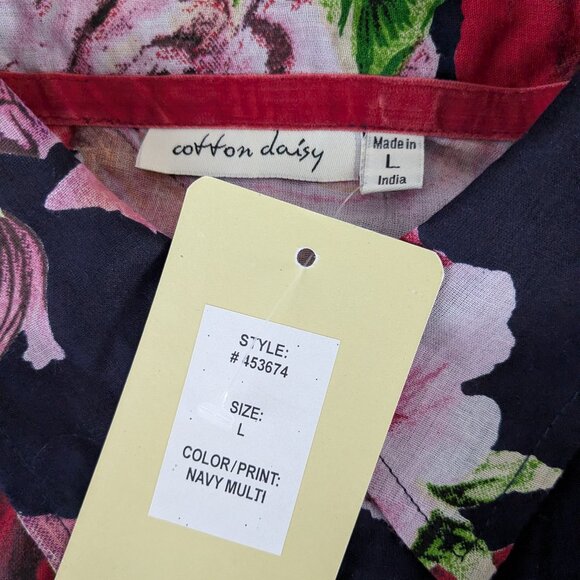 cotton daisy
Made in
L
India
STYLE:
# 453674
SIZE:
L
COLOR/PRINT:
NAVY MULTI